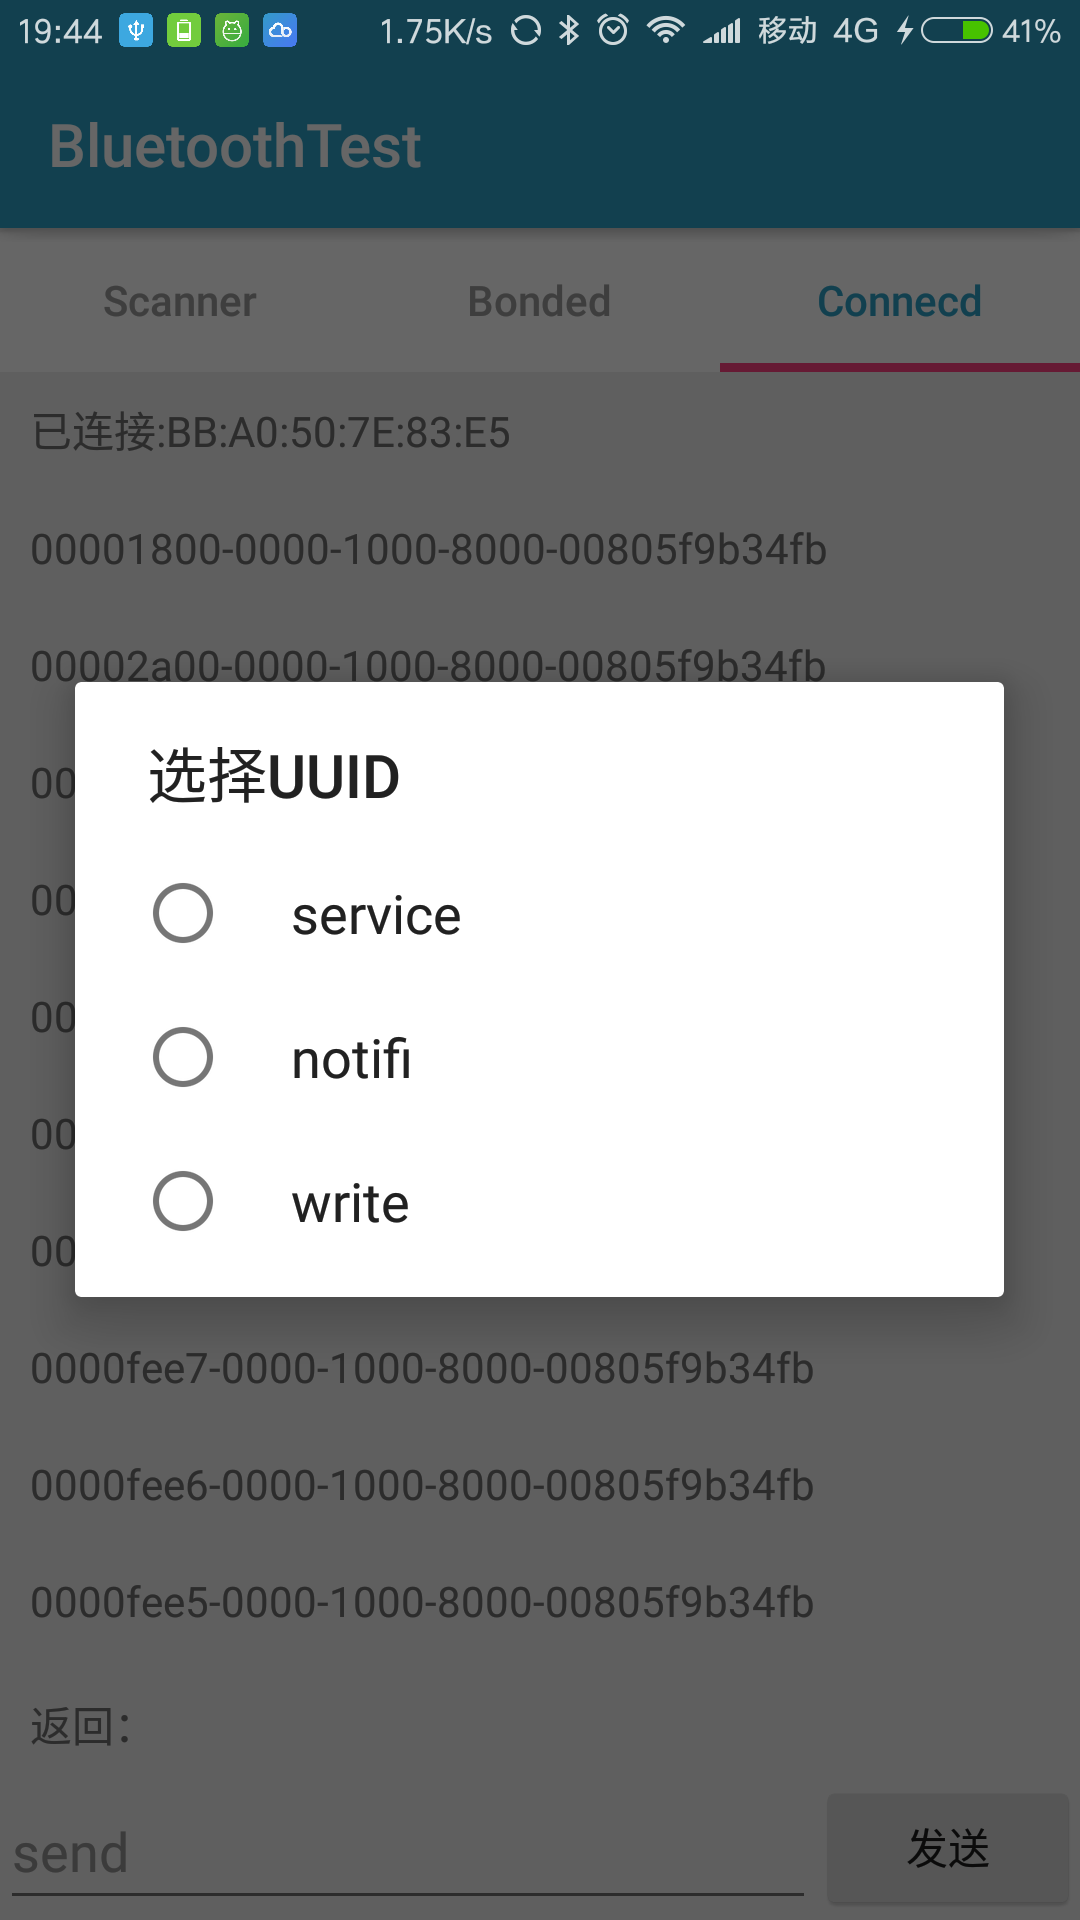 19:44 1.75K/s 移动 4G 41%
BluetoothTest
Scanner Bonded Connecd
已连接:BB:A0:50:7E:83:E5
00001800-0000-1000-8000-00805f9b34fb
00002a00-0000-1000-8000-00805f9b34fb
选择UUID
00
service
00
00
notifi
00
write
00
0000fee7-0000-1000-8000-00805f9b34fb
0000fee6-0000-1000-8000-00805f9b34fb
0000fee5-0000-1000-8000-00805f9b34fb
返回：
send 发送